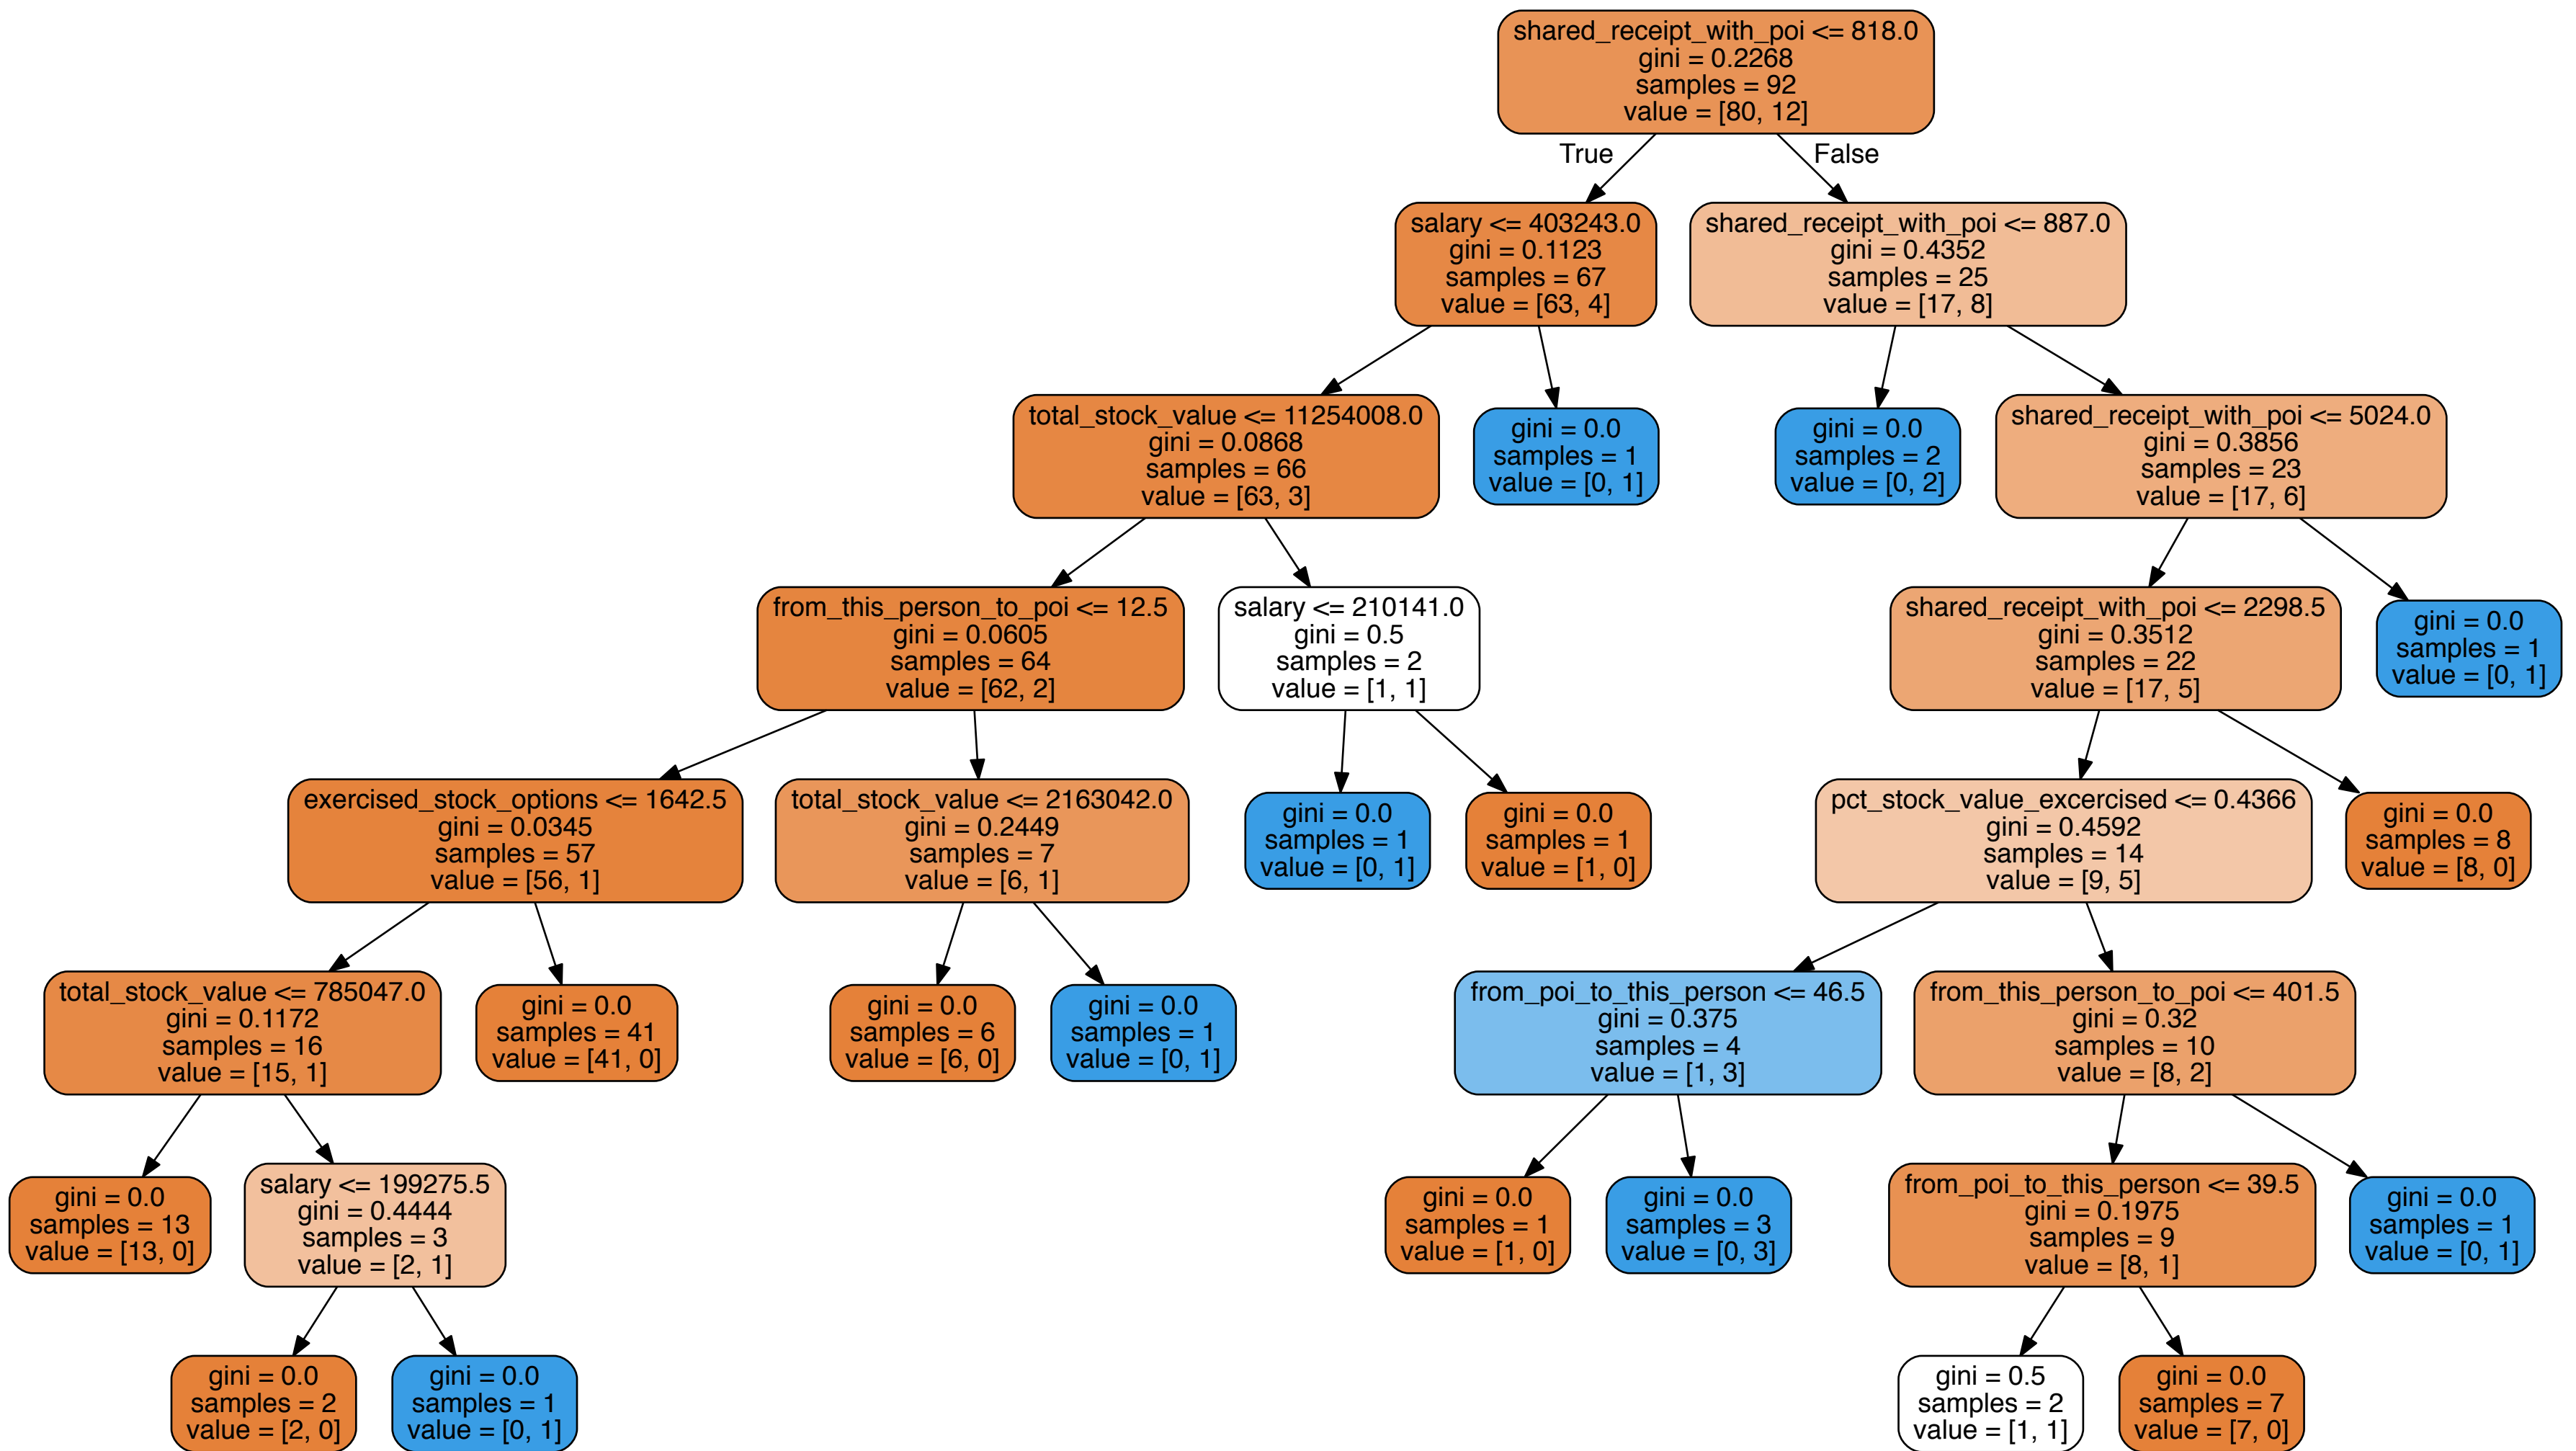 shared_receipt_with_poi <= 818.0
gini = 0.2268
samples = 92
value = [80, 12]
True
False
salary <= 403243.0
gini = 0.1123
samples = 67
value = [63, 4]
shared_receipt_with_poi <= 887.0
gini = 0.4352
samples = 25
value = [17, 8]
total_stock_value <= 11254008.0
gini = 0.0868
samples = 66
value = [63, 3]
gini = 0.0
samples = 1
value = [0, 1]
gini = 0.0
samples = 2
value = [0, 2]
shared_receipt_with_poi <= 5024.0
gini = 0.3856
samples = 23
value = [17, 6]
from_this_person_to_poi <= 12.5
gini = 0.0605
samples = 64
value = [62, 2]
salary <= 210141.0
gini = 0.5
samples = 2
value = [1, 1]
shared_receipt_with_poi <= 2298.5
gini = 0.3512
samples = 22
value = [17, 5]
gini = 0.0
samples = 1
value = [0, 1]
exercised_stock_options <= 1642.5
gini = 0.0345
samples = 57
value = [56, 1]
total_stock_value <= 2163042.0
gini = 0.2449
samples = 7
value = [6, 1]
gini = 0.0
samples = 1
value = [0, 1]
gini = 0.0
samples = 1
value = [1, 0]
pct_stock_value_excercised <= 0.4366
gini = 0.4592
samples = 14
value = [9, 5]
gini = 0.0
samples = 8
value = [8, 0]
total_stock_value <= 785047.0
gini = 0.1172
samples = 16
value = [15, 1]
gini = 0.0
samples = 41
value = [41, 0]
gini = 0.0
samples = 6
value = [6, 0]
gini = 0.0
samples = 1
value = [0, 1]
from_poi_to_this_person <= 46.5
gini = 0.375
samples = 4
value = [1, 3]
from_this_person_to_poi <= 401.5
gini = 0.32
samples = 10
value = [8, 2]
gini = 0.0
samples = 13
value = [13, 0]
salary <= 199275.5
gini = 0.4444
samples = 3
value = [2, 1]
gini = 0.0
samples = 1
value = [1, 0]
gini = 0.0
samples = 3
value = [0, 3]
from_poi_to_this_person <= 39.5
gini = 0.1975
samples = 9
value = [8, 1]
gini = 0.0
samples = 1
value = [0, 1]
gini = 0.0
samples = 2
value = [2, 0]
gini = 0.0
samples = 1
value = [0, 1]
gini = 0.5
samples = 2
value = [1, 1]
gini = 0.0
samples = 7
value = [7, 0]